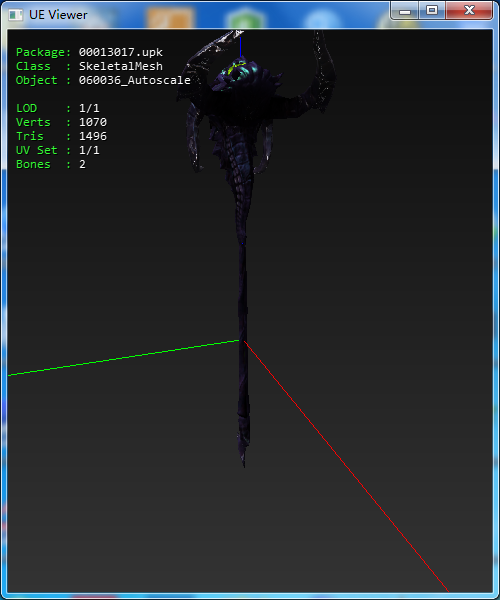 UE Viewer
Package: 00013017.upk
Class : SkeletalMesh
Object : 060036_Autoscale
LOD : 1/1
Verts : 1070
Tris : 1496
UV Set : 1/1
Bones : 2